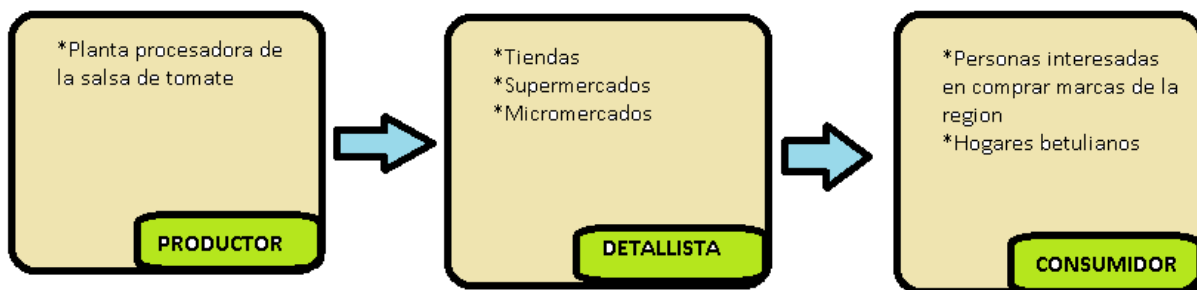 *Planta procesadora de
la salsa de tomate
PRODUCTOR
*Tiendas
*Supermercados
*Micromercados
DETALLISTA
*Personas interesadas
en comprar marcas de la
region
*Hogares betulianos
CONSUMIDOR